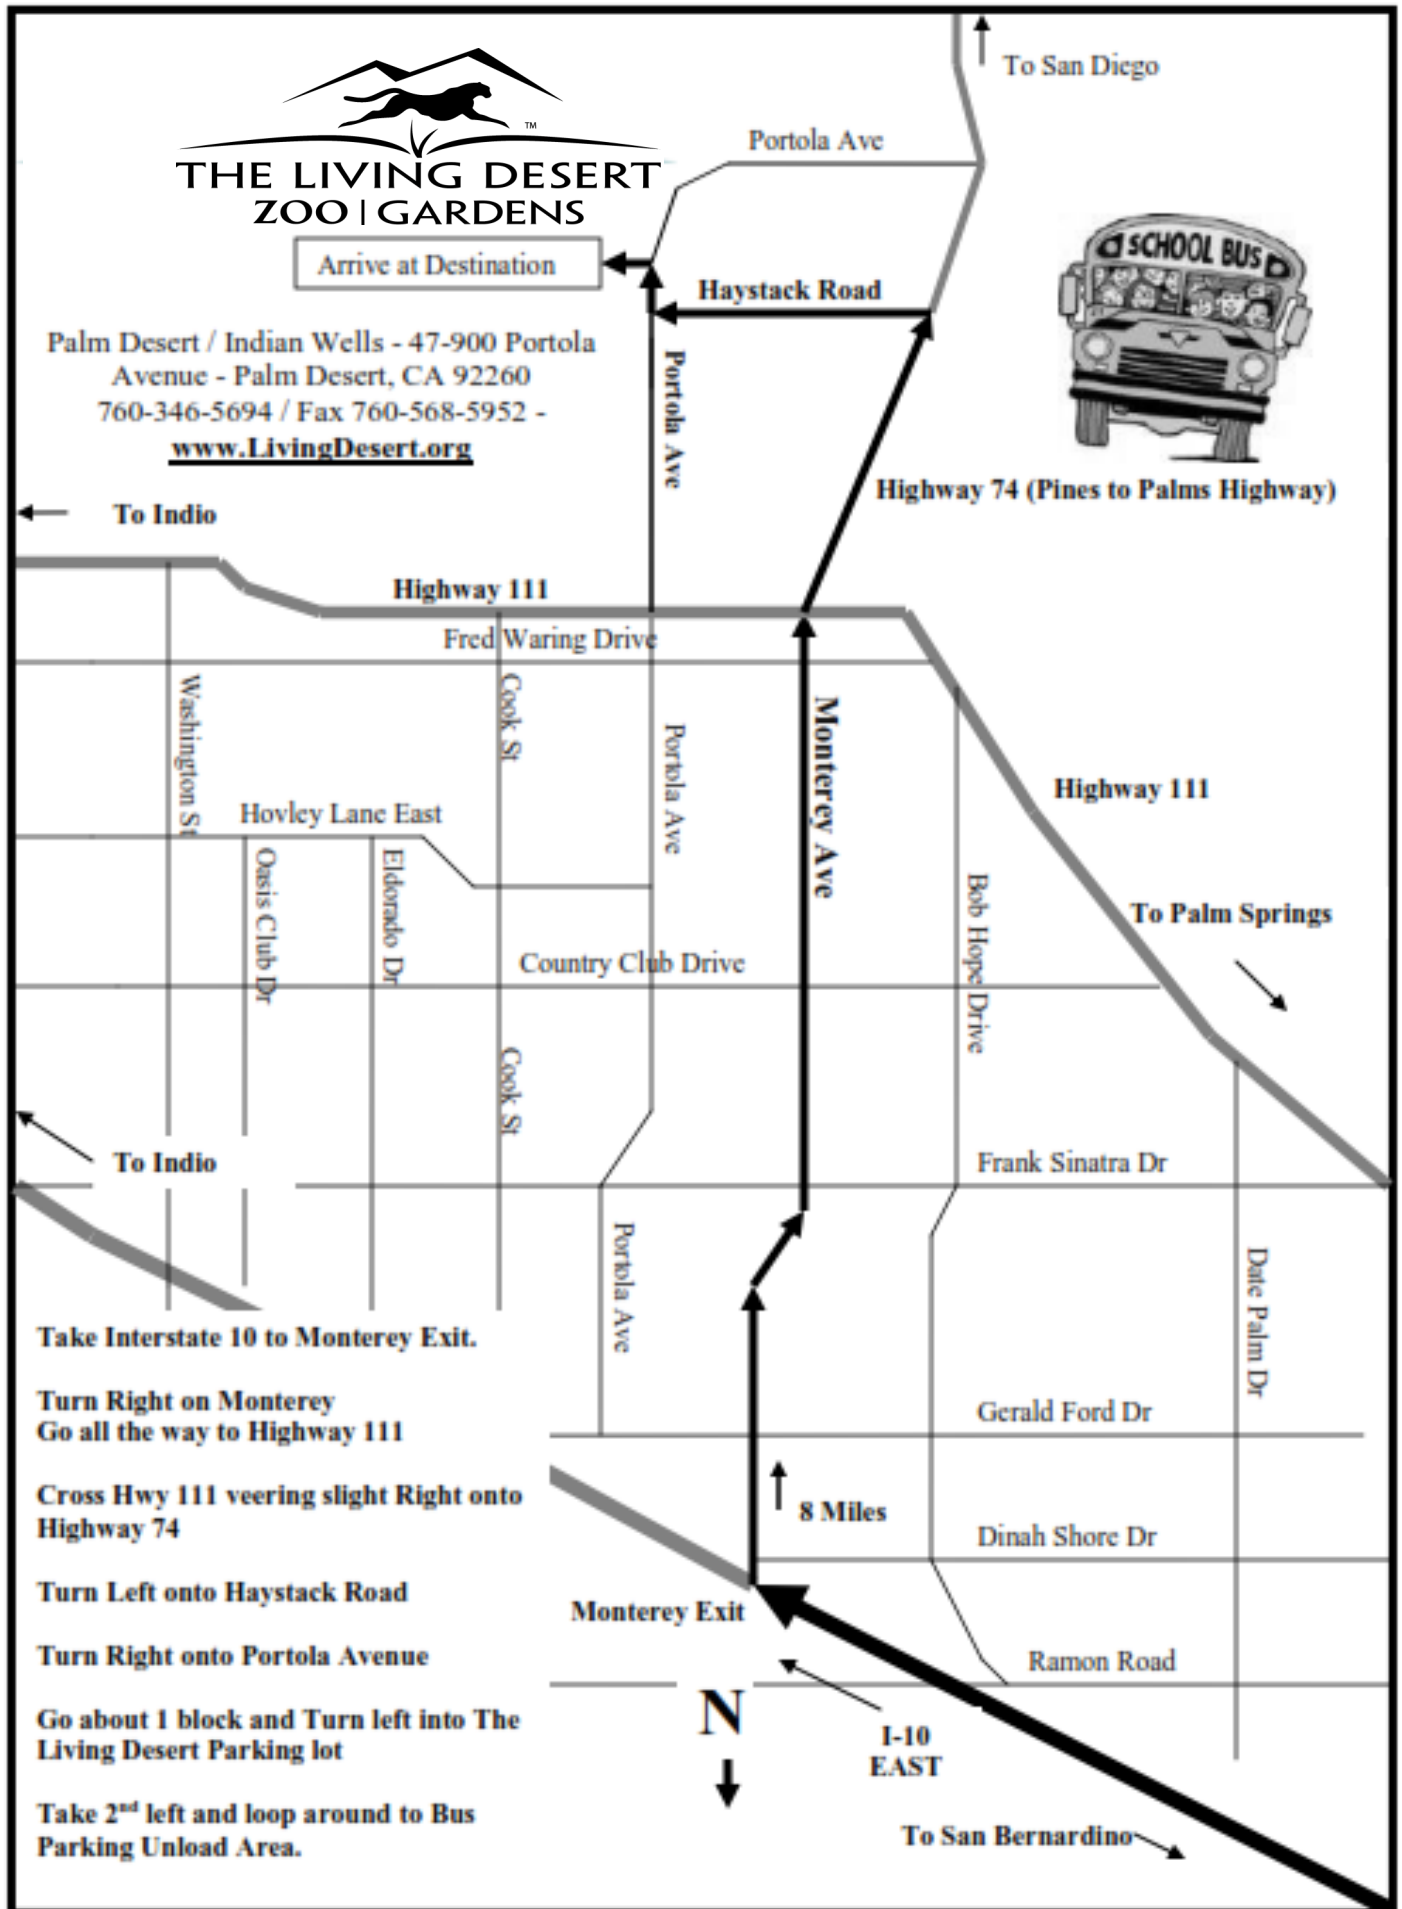 To San Diego
Portola Ave
TM
THE LIVING DESERT
ZOO | GARDENS
SCHOOL BUS
Arrive at Destination
Haystack Road
Palm Desert / Indian Wells - 47-900 Portola
Avenue - Palm Desert, CA 92260
760-346-5694 / Fax 760-568-5952 -
www.LivingDesert.org
Portola Ave
Highway 74 (Pines to Palms Highway)
To Indio
Highway 111
Fred Waring Drive
Washington St
Cook St
Portola Ave
Monterey Ave
Highway 111
Hovley Lane East
Oasis Club Dr
Eldorado Dr
Bob Hope Drive
To Palm Springs
Country Club Drive
Cook St
To Indio
Frank Sinatra Dr
Portola Ave
Date Palm Dr
Take Interstate 10 to Monterey Exit.
Turn Right on Monterey
Go all the way to Highway 111
Cross Hwy 111 veering slight Right onto
Highway 74
Turn Left onto Haystack Road
Turn Right onto Portola Avenue
Go about 1 block and Turn left into The
Living Desert Parking lot
Take 2nd left and loop around to Bus
Parking Unload Area.
Gerald Ford Dr
8 Miles
Dinah Shore Dr
Monterey Exit
Ramon Road
N
I-10
EAST
To San Bernardino